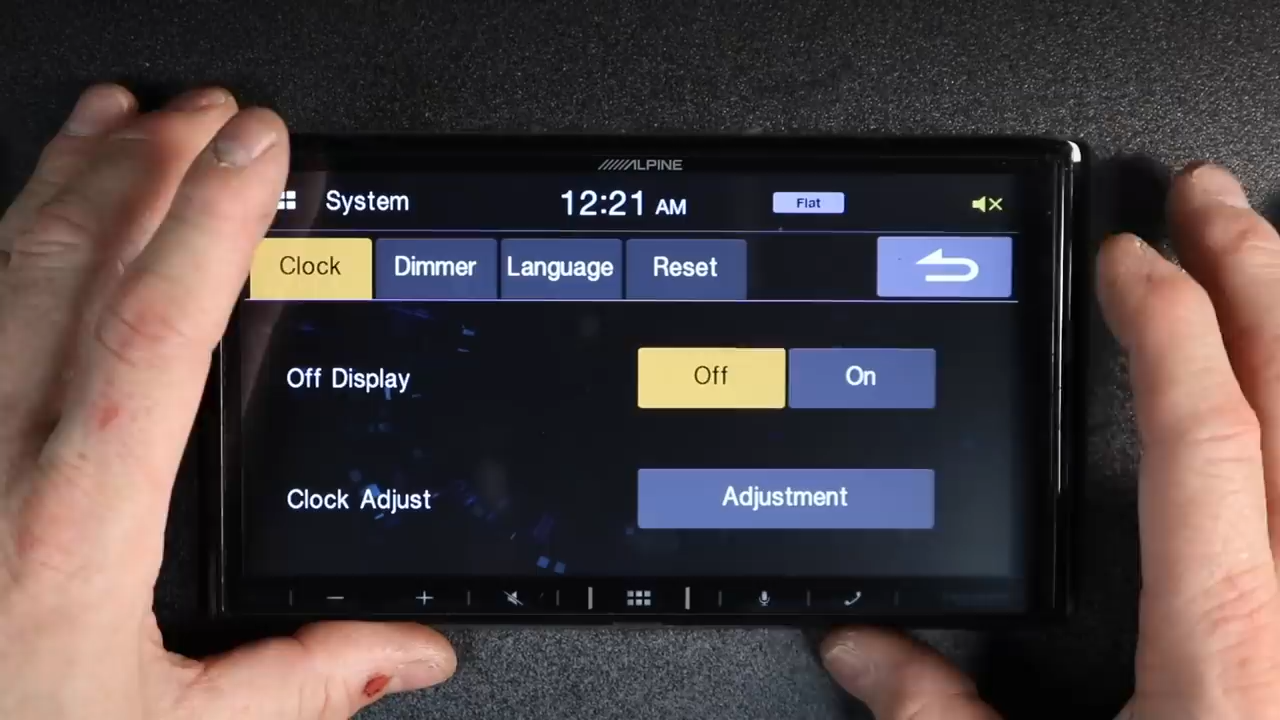 ALPINE
System 12:21 AM Flat
Clock Dimmer Language Reset
Off Display Off On
Clock Adjust Adjustment